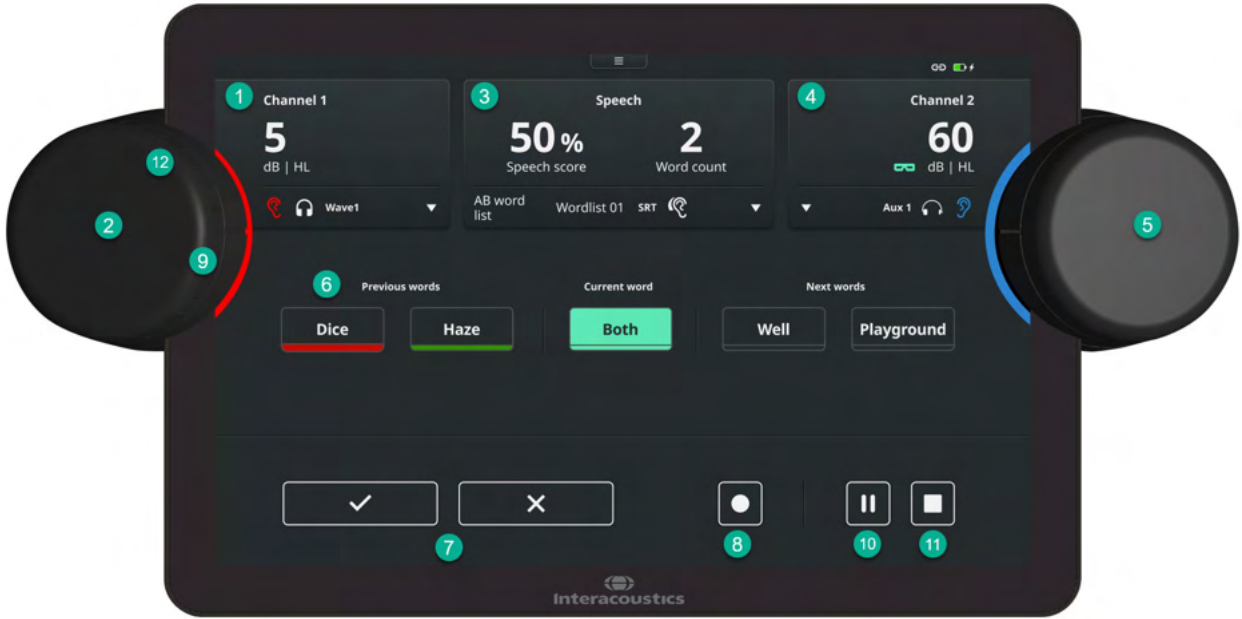 1
Channel 1
5
dB | HL
Wave1
3
Speech
50 %
Speech score
2
Word count
AB word
list
Wordlist 01
SRT
4
Channel 2
60
dB | HL
Aux 1
12
2
9
5
6
Previous words
Current word
Next words
Dice
Haze
Both
Well
Playground
7
8
10
11
Interacoustics